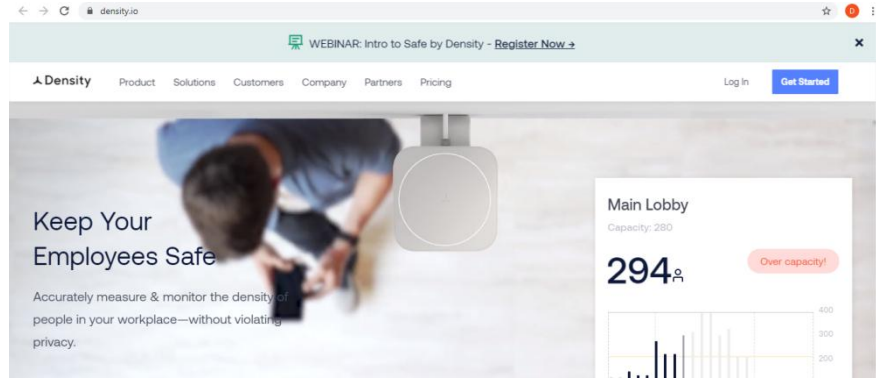 density.io
D
WEBINAR: Intro to Safe by Density - Register Now →
×
Density
Product Solutions Customers Company Partners Pricing
Log In
Get Started
Keep Your
Employees Safe
Accurately measure & monitor the density of
people in your workplace—without violating
privacy.
Main Lobby
Capacity: 280
294
Over capacity!
400
300
200